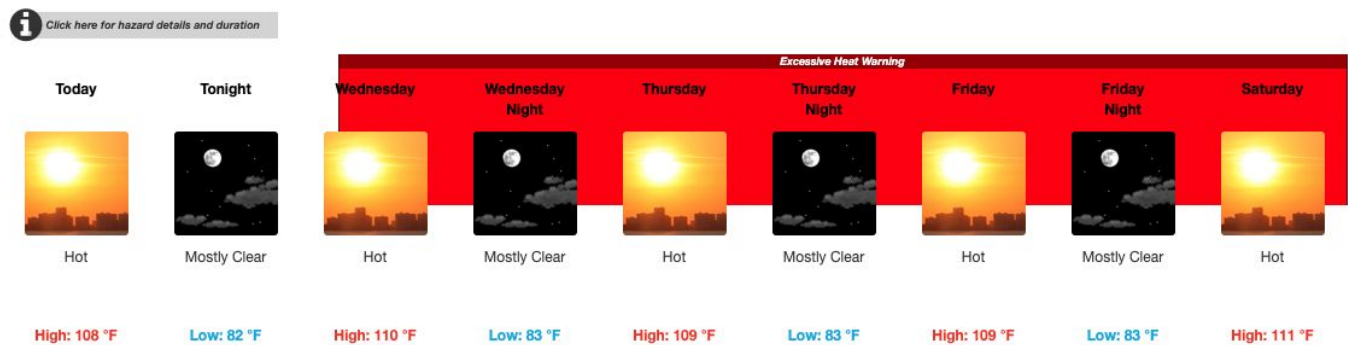 Click here for hazard details and duration
Excessive Heat Warning
Today
Tonight
Wednesday
Wednesday
Night
Thursday
Thursday
Night
Friday
Friday
Night
Saturday
Hot
Mostly Clear
Hot
Mostly Clear
Hot
Mostly Clear
Hot
Mostly Clear
Hot
High: 108 °F
Low: 82 °F
High: 110 °F
Low: 83 °F
High: 109 °F
Low: 83 °F
High: 109 °F
Low: 83 °F
High: 111 °F